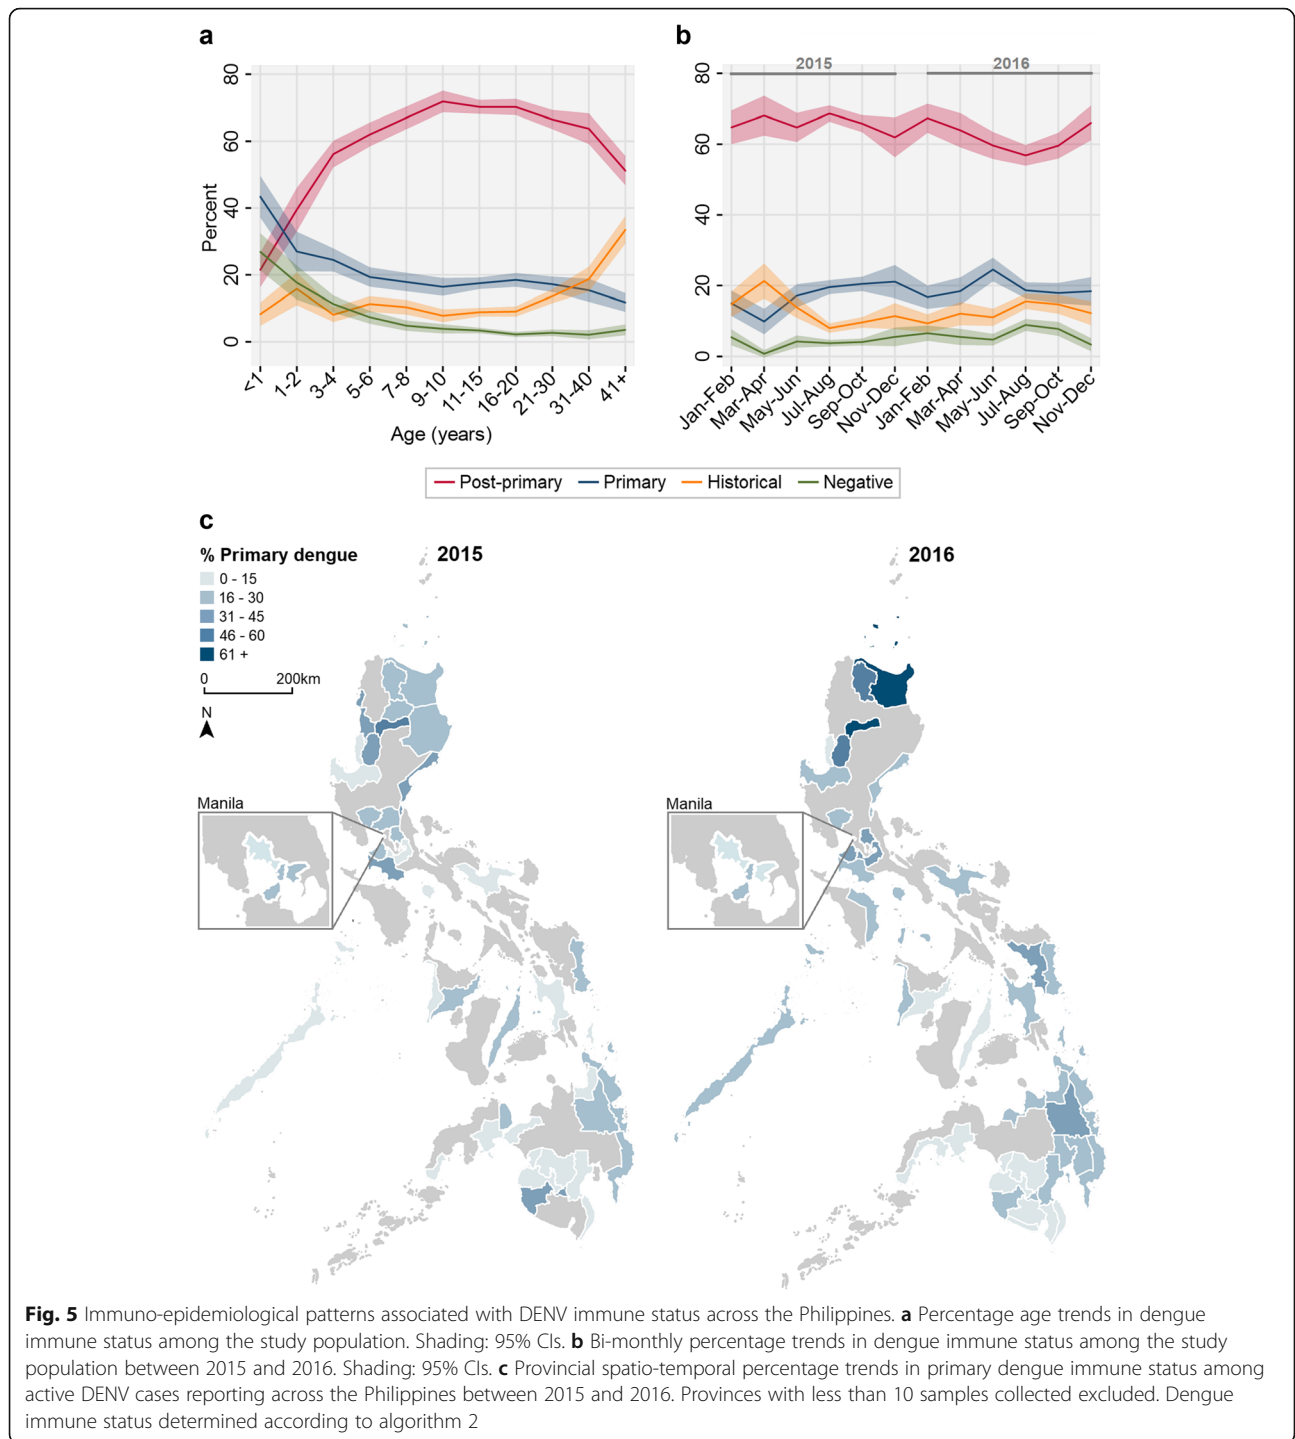 a
80
60
40
20
0
Percent
<1
1-2
3-4
5-6
7-8
9-10
11-15
16-20
21-30
31-40
41+
Age (years)
b
2015
2016
80
60
40
20
0
Jan-Feb
Mar-Apr
May-Jun
Jul-Aug
Sep-Oct
Nov-Dec
Jan-Feb
Mar-Apr
May-Jun
Jul-Aug
Sep-Oct
Nov-Dec
Post-primary Primary Historical Negative
c
% Primary dengue
0 - 15
16 - 30
31 - 45
46 - 60
61 +
0 200km
N
2015
Manila
2016
Manila
Fig. 5 Immuno-epidemiological patterns associated with DENV immune status across the Philippines. a Percentage age trends in dengue
immune status among the study population. Shading: 95% CIs. b Bi-monthly percentage trends in dengue immune status among the study
population between 2015 and 2016. Shading: 95% CIs. c Provincial spatio-temporal percentage trends in primary dengue immune status among
active DENV cases reporting across the Philippines between 2015 and 2016. Provinces with less than 10 samples collected excluded. Dengue
immune status determined according to algorithm 2